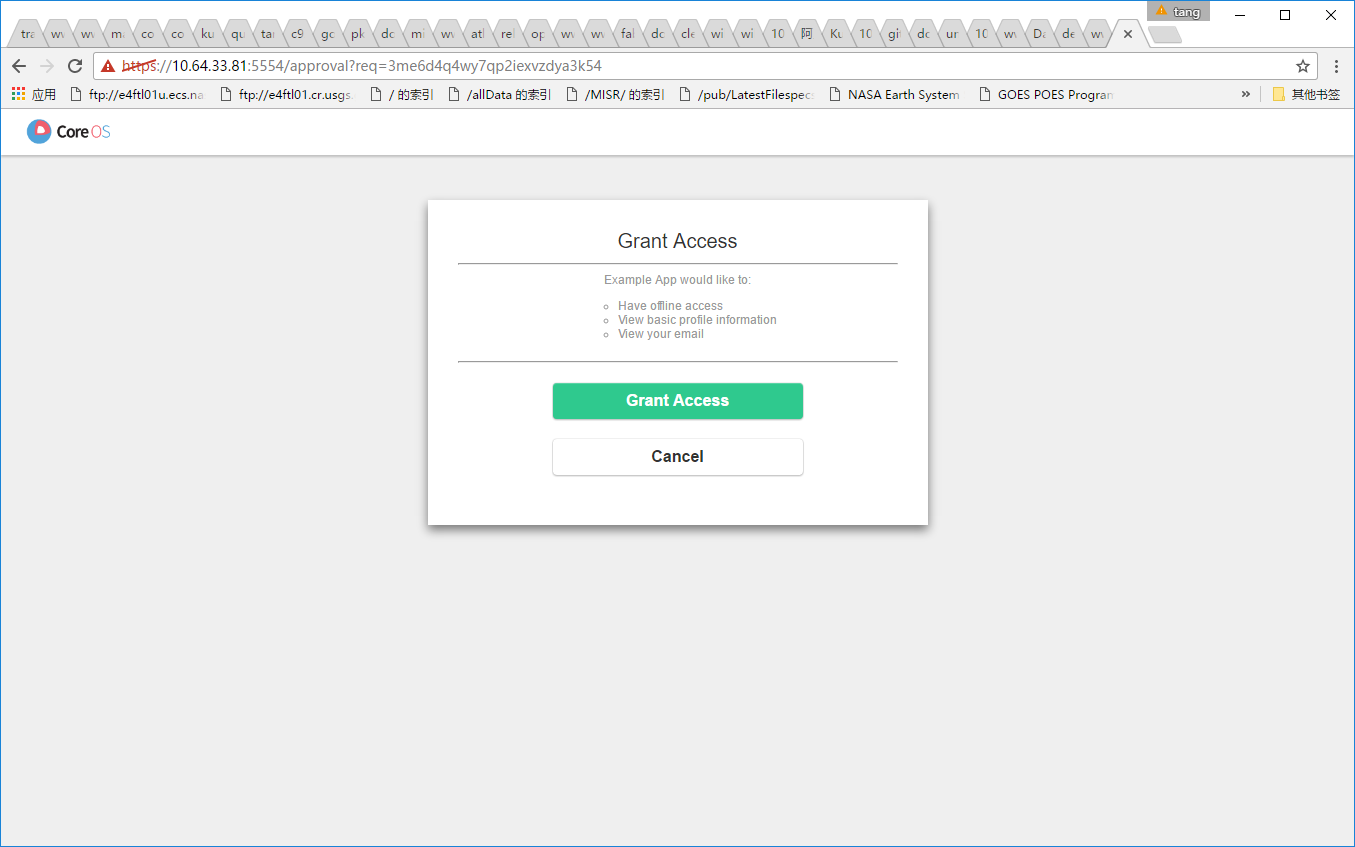 tang
tra wv wv ma co co ku qu tar c9 gc pk dc mi wv atl rel op wv wv fal dc cle wi wi 10 阿 Ku 10 git dc ur 10 wv Da de wv
https://10.64.33.81:5554/approval?req=3me6d4q4wy7qp2iexvzdya3k54
应用 ftp://e4ftl01u.ecs.na ftp://e4ftl01.cr.usgs. / 的索引 /allData 的索引 /MISR/ 的索引 /pub/LatestFilespec NASA Earth System GOES POES Program » 其他书签
CoreOS
Grant Access
Example App would like to:
Have offline access
View basic profile information
View your email
Grant Access
Cancel